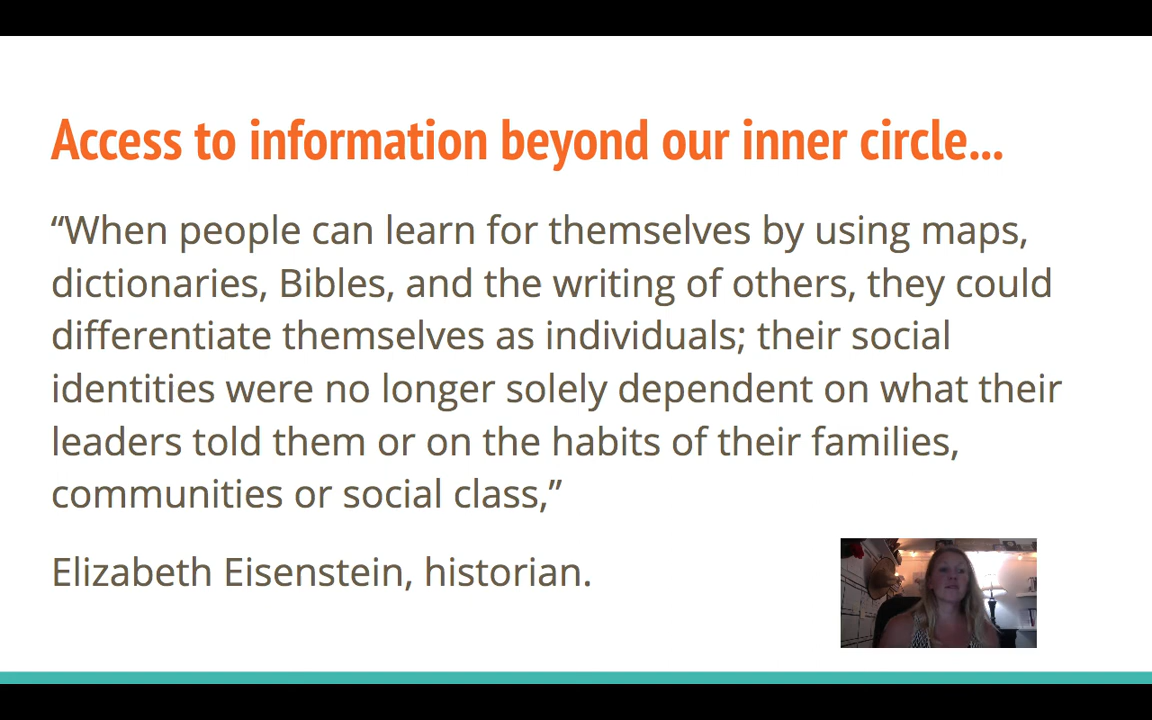 Access to information beyond our inner circle...
“When people can learn for themselves by using maps,
dictionaries, Bibles, and the writing of others, they could
differentiate themselves as individuals; their social
identities were no longer solely dependent on what their
leaders told them or on the habits of their families,
communities or social class,”
Elizabeth Eisenstein, historian.